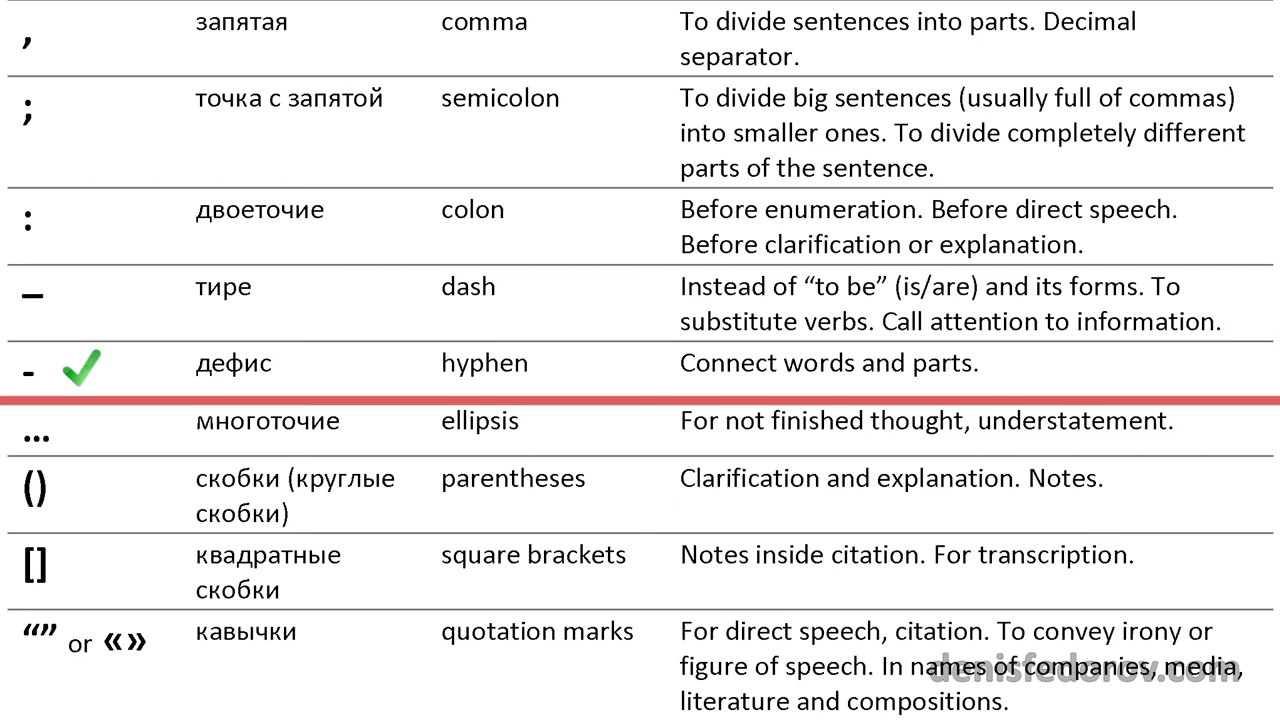 , запятая comma To divide sentences into parts. Decimal
separator.
; точка с запятой semicolon To divide big sentences (usually full of commas)
into smaller ones. To divide completely different
parts of the sentence.
: двоеточие colon Before enumeration. Before direct speech.
Before clarification or explanation.
– тире dash Instead of “to be” (is/are) and its forms. To
substitute verbs. Call attention to information.
- дефис hyphen Connect words and parts.
... многоточие ellipsis For not finished thought, understatement.
() скобки (круглые parentheses Clarification and explanation. Notes.
скобки)
[] квадратные square brackets Notes inside citation. For transcription.
скобки
“” or «» кавычки quotation marks For direct speech, citation. To convey irony or
figure of speech. In names of companies, media,
literature and compositions.
denisfedorov.com